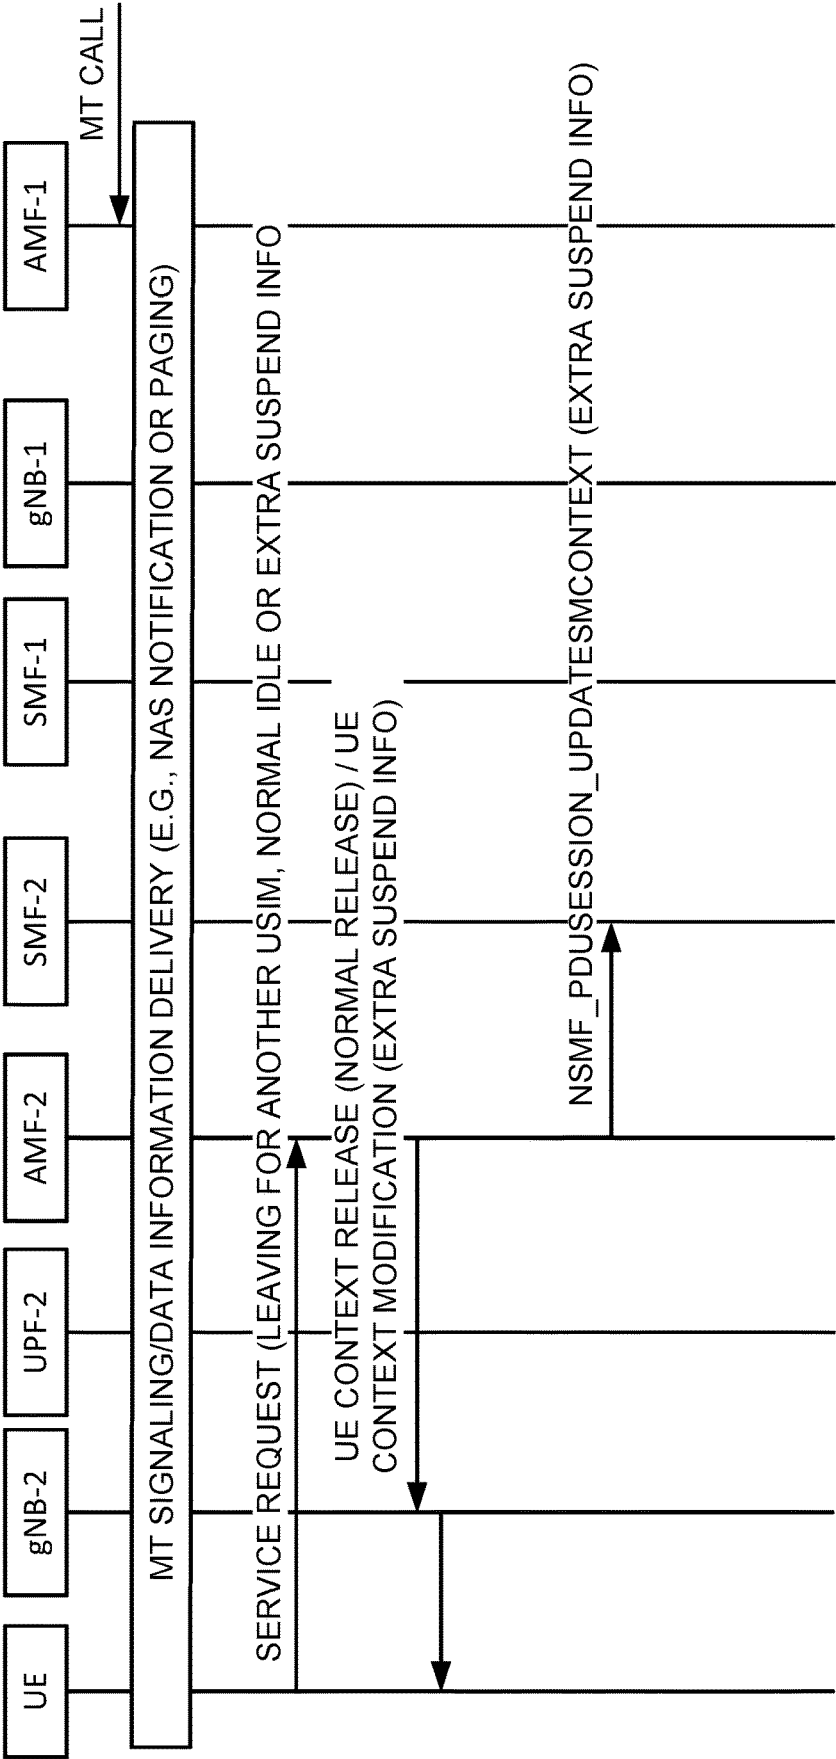 UE
gNB-2
UPF-2
AMF-2
SMF-2
SMF-1
gNB-1
AMF-1
MT CALL
MT SIGNALING/DATA INFORMATION DELIVERY (E.G., NAS NOTIFICATION OR PAGING)
SERVICE REQUEST (LEAVING FOR ANOTHER USIM, NORMAL IDLE OR EXTRA SUSPEND INFO
UE CONTEXT RELEASE (NORMAL RELEASE) / UE
CONTEXT MODIFICATION (EXTRA SUSPEND INFO)
NSMF_PDUSESSION_UPDATESMCONTEXT (EXTRA SUSPEND INFO)